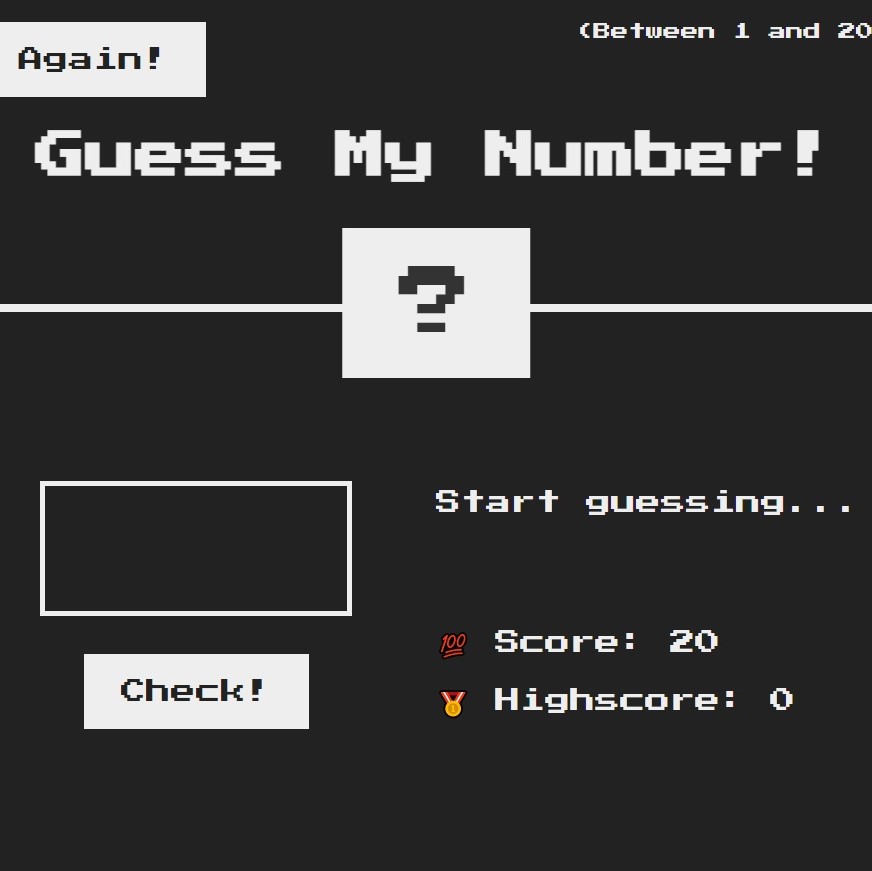 Again!
(Between 1 and 20
Guess My Number!
?
Start guessing...
Check!
💯 Score: 20
🥇 Highscore: 0